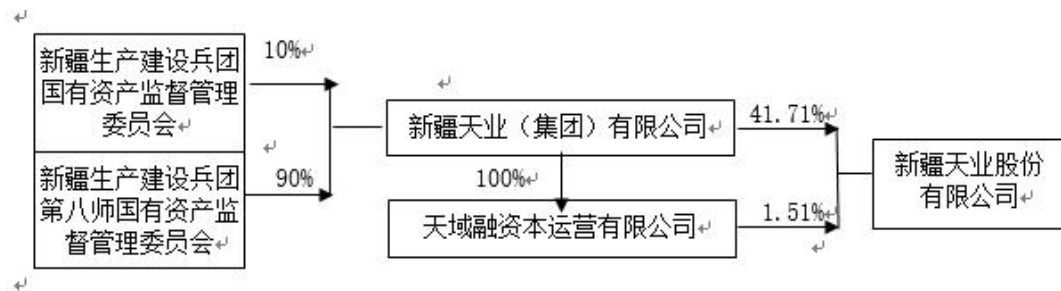 新疆生产建设兵团
国有资产监督管理
委员会
10%
新疆生产建设兵团
第八师国有资产监
督管理委员会
90%
新疆天业（集团）有限公司
100%
天域融资本运营有限公司
41.71%
1.51%
新疆天业股份
有限公司